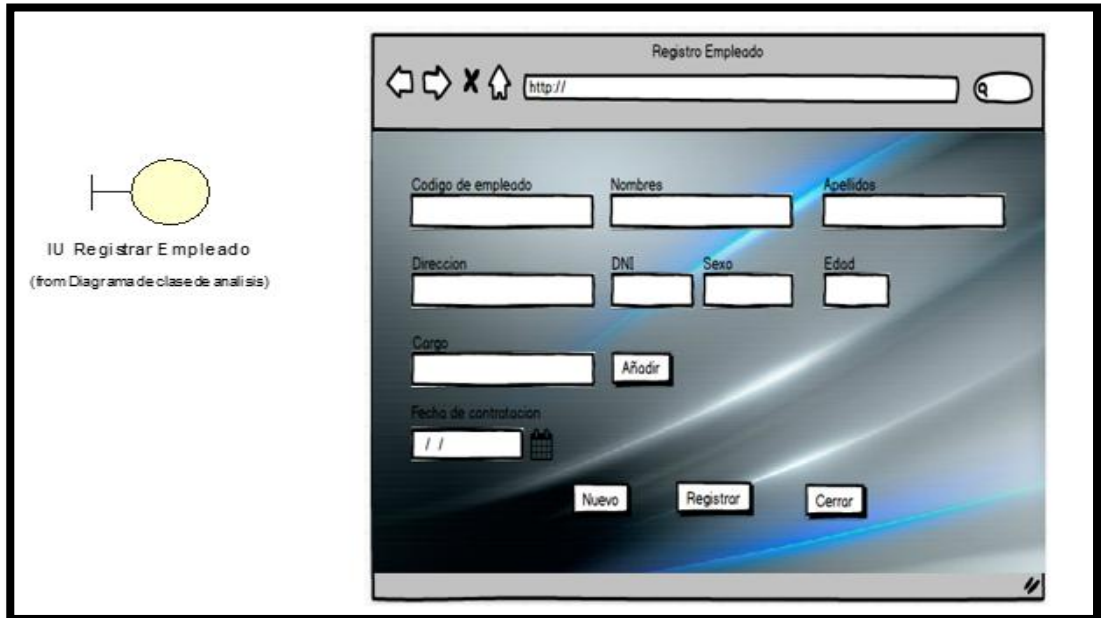 Registro Empleado
http://
Codigo de empleado Nombres Apellidos
Direccion DNI Sexo Edad
Cargo
Añadir
Fecha de contratacion
/ /
Nuevo Registrar Cerrar
IU Registrar Empleado
(from Diagrama de clase de analisis)